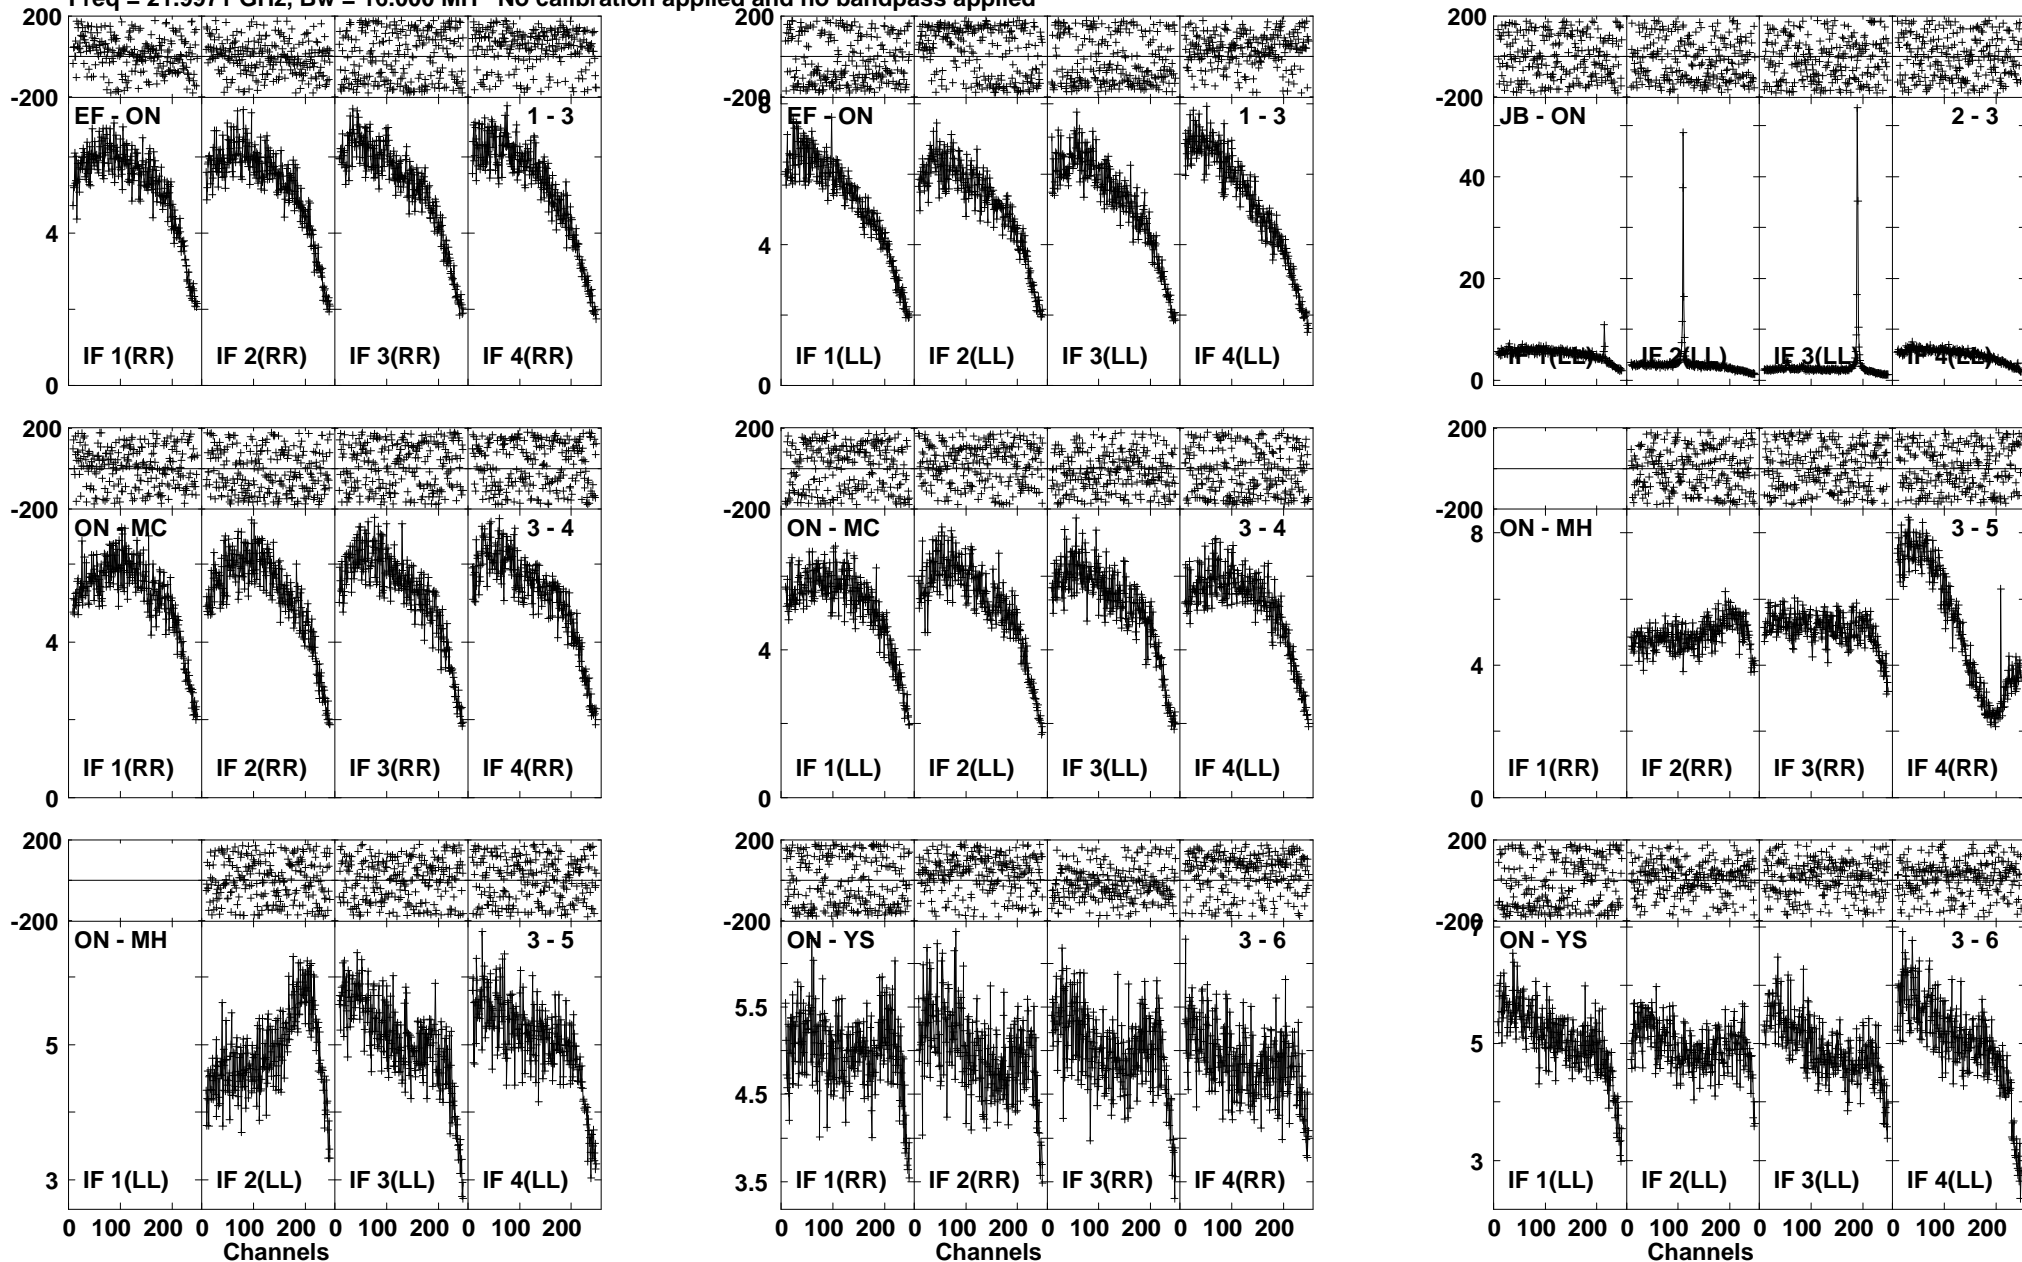 Freq = 21.9971 GHz, Bw = 16.000 MH No calibration applied and no bandpass applied
200 200 200
-200 -200 -200
8
EF - ON 1 - 3 EF - ON 1 - 3 JB - ON 2 - 3
40
4 4 20
IF 1(RR) IF 2(RR) IF 3(RR) IF 4(RR) IF 1(LL) IF 2(LL) IF 3(LL) IF 4(LL) IF 1(LL) IF 2(LL) IF 3(LL) IF 4(LL)
0 0 0
200 200 200
-200 -200 -200
ON - MC 3 - 4 ON - MC 3 - 4 ON - MH 3 - 5
8
4 4 4
IF 1(RR) IF 2(RR) IF 3(RR) IF 4(RR) IF 1(LL) IF 2(LL) IF 3(LL) IF 4(LL) IF 1(RR) IF 2(RR) IF 3(RR) IF 4(RR)
0 0 0
200 200 200
-200 -200 -200
7
ON - MH 3 - 5 ON - YS 3 - 6 ON - YS 3 - 6
5.5
5 5
4.5
3 3.5 3
IF 1(LL) IF 2(LL) IF 3(LL) IF 4(LL) IF 1(RR) IF 2(RR) IF 3(RR) IF 4(RR) IF 1(LL) IF 2(LL) IF 3(LL) IF 4(LL)
0 100 200 0 100 200 0 100 200 0 100 200 0 100 200 0 100 200 0 100 200 0 100 200 0 100 200 0 100 200 0 100 200 0 100 200
Channels Channels Channels